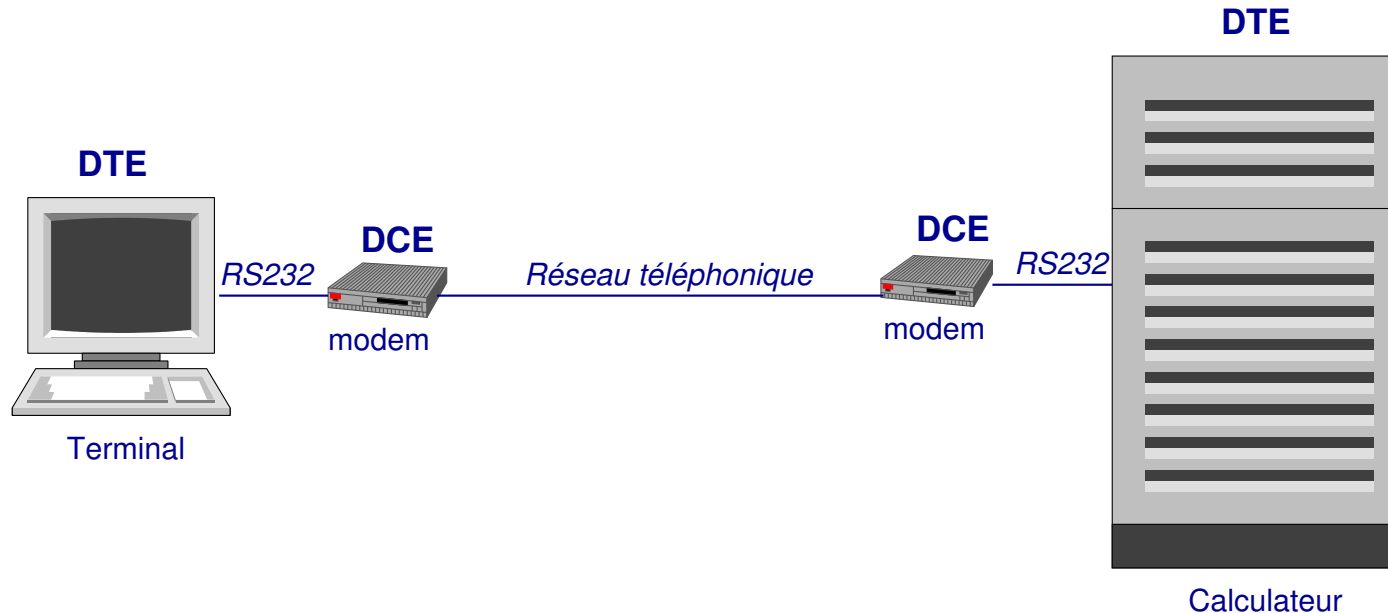 DTE
DTE
DCE
DCE
RS232
Réseau téléphonique
RS232
modem
modem
Terminal
Calculateur